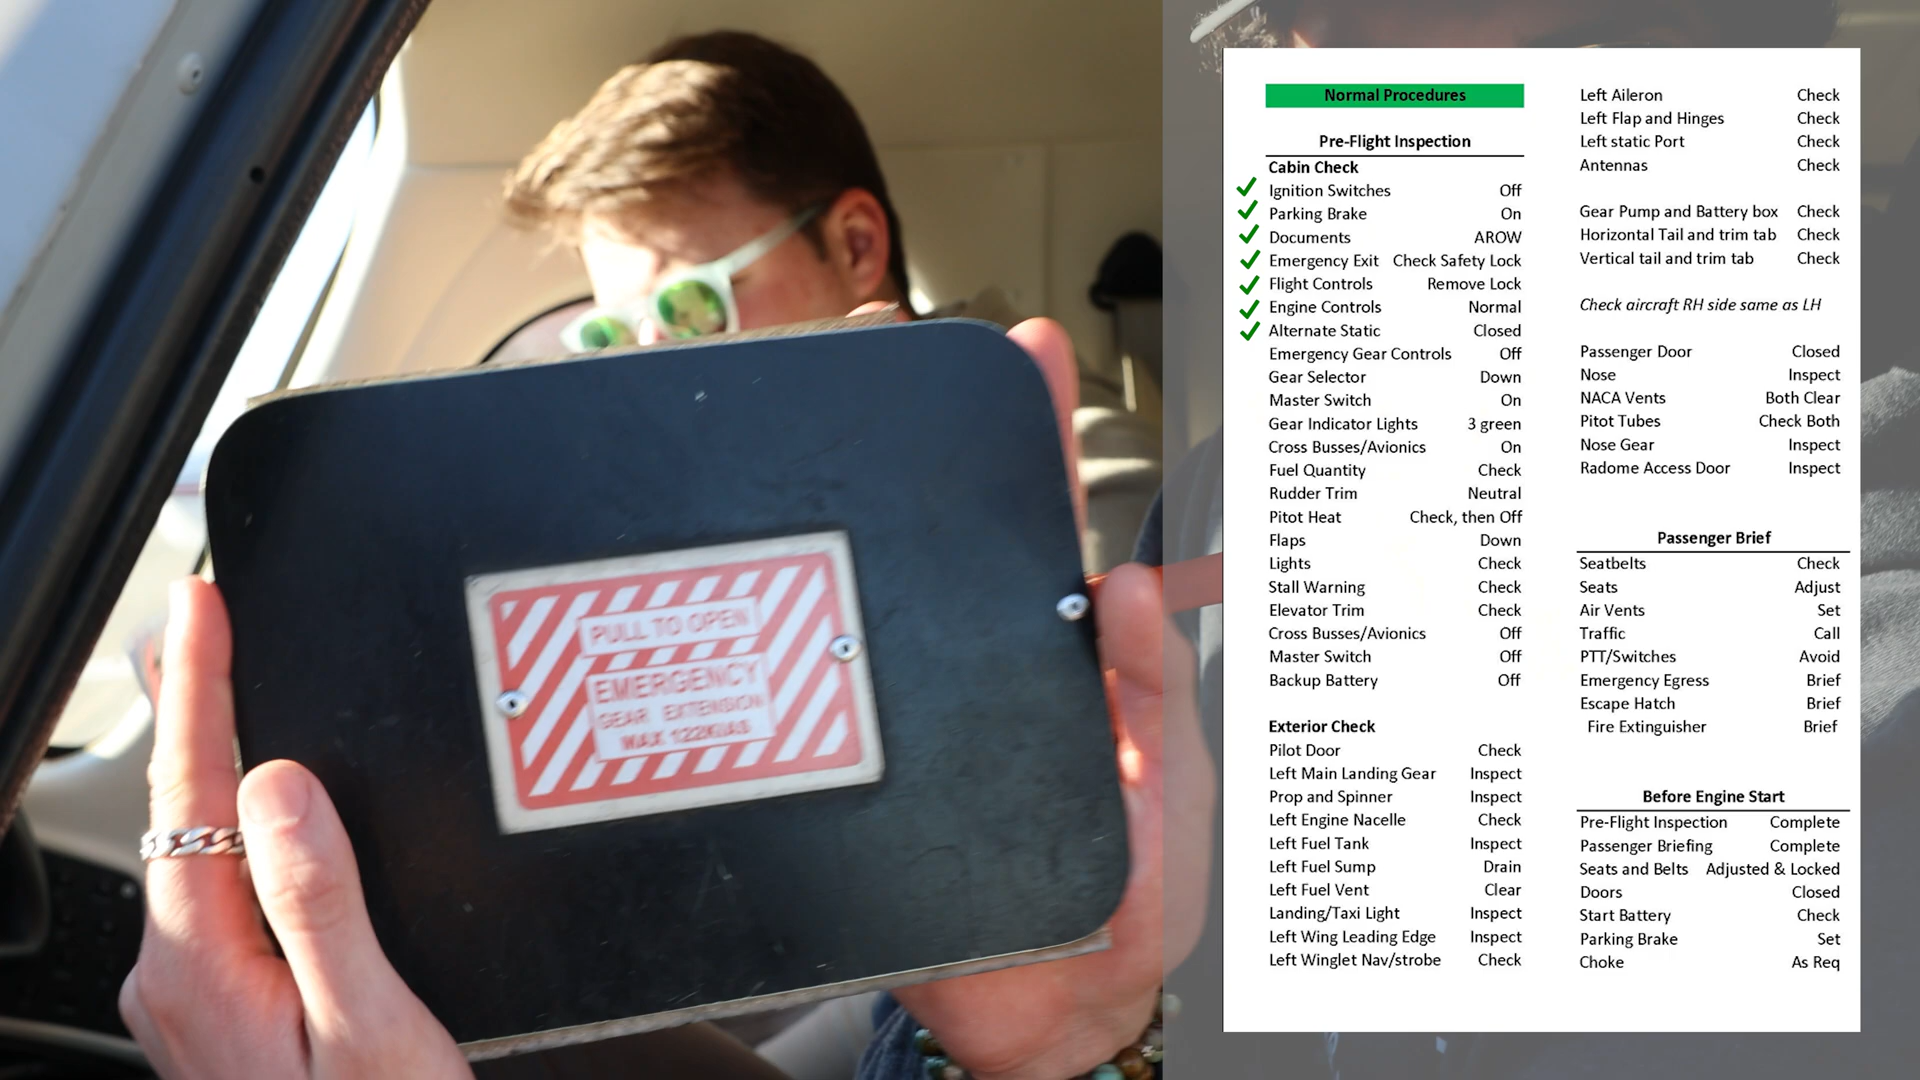 PULL TO OPEN
EMERGENCY
GEAR EXTENSION
MAX 122KIAS
Normal Procedures
Pre-Flight Inspection
Cabin Check
Ignition Switches Off
Parking Brake On
Documents AROW
Emergency Exit Check Safety Lock
Flight Controls Remove Lock
Engine Controls Normal
Alternate Static Closed
Emergency Gear Controls Off
Gear Selector Down
Master Switch On
Gear Indicator Lights 3 green
Cross Busses/Avionics On
Fuel Quantity Check
Rudder Trim Neutral
Pitot Heat Check, then Off
Flaps Down
Lights Check
Stall Warning Check
Elevator Trim Check
Cross Busses/Avionics Off
Master Switch Off
Backup Battery Off
Exterior Check
Pilot Door Check
Left Main Landing Gear Inspect
Prop and Spinner Inspect
Left Engine Nacelle Check
Left Fuel Tank Inspect
Left Fuel Sump Drain
Left Fuel Vent Clear
Landing/Taxi Light Inspect
Left Wing Leading Edge Inspect
Left Winglet Nav/strobe Check
Left Aileron Check
Left Flap and Hinges Check
Left static Port Check
Antennas Check
Gear Pump and Battery box Check
Horizontal Tail and trim tab Check
Vertical tail and trim tab Check
Check aircraft RH side same as LH
Passenger Door Closed
Nose Inspect
NACA Vents Both Clear
Pitot Tubes Check Both
Nose Gear Inspect
Radome Access Door Inspect
Passenger Brief
Seatbelts Check
Seats Adjust
Air Vents Set
Traffic Call
PTT/Switches Avoid
Emergency Egress Brief
Escape Hatch Brief
Fire Extinguisher Brief
Before Engine Start
Pre-Flight Inspection Complete
Passenger Briefing Complete
Seats and Belts Adjusted & Locked
Doors Closed
Start Battery Check
Parking Brake Set
Choke As Req